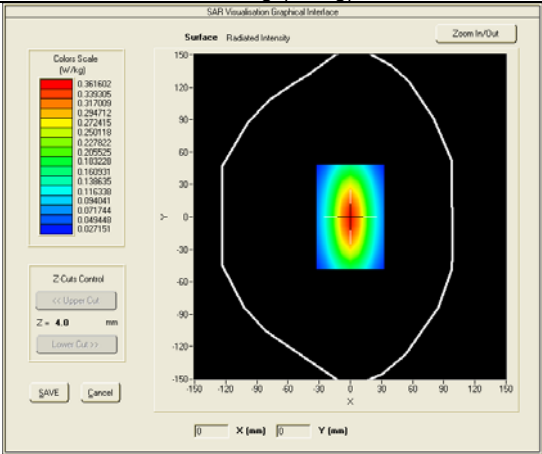 SAR Visualisation Graphical Interface
Surface Radiated Intensity
Zoom In/Out
Colors Scale
(W/kg)
0.361602
0.339305
0.317009
0.294712
0.272415
0.250118
0.227822
0.205525
0.183228
0.160931
0.138635
0.116338
0.094041
0.071744
0.049448
0.027151
Z-Cuts Control
<< Upper Cut
Z = 4.0 mm
Lower Cut >>
SAVE Cancel
150
120
90
60
30
0
-30
-60
-90
-120
-150
Y
-150 -120 -90 -60 -30 0 30 60 90 120 150
X
0 X (mm) 0 Y (mm)